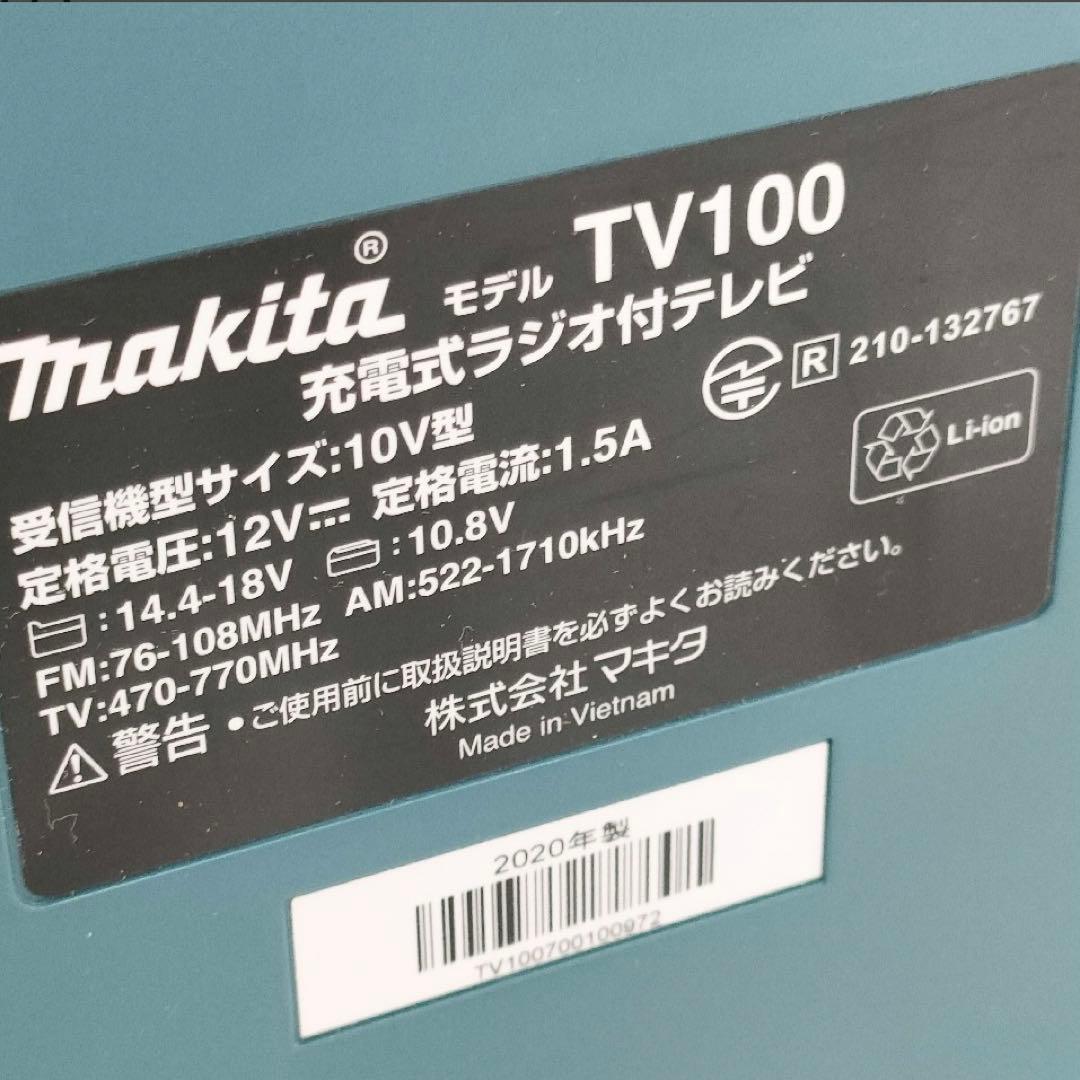 makita® モデル TV100
充電式ラジオ付テレビ
R 210-132767
受信機型サイズ:10V型
定格電圧:12V⎓ 定格電流:1.5A
:14.4-18V :10.8V
FM:76-108MHz AM:522-1710kHz
TV:470-770MHz
Li-ion
⚠警告 •ご使用前に取扱説明書を必ずよくお読みください。
株式会社 マキタ
Made in Vietnam
2020年製
TV100700100972